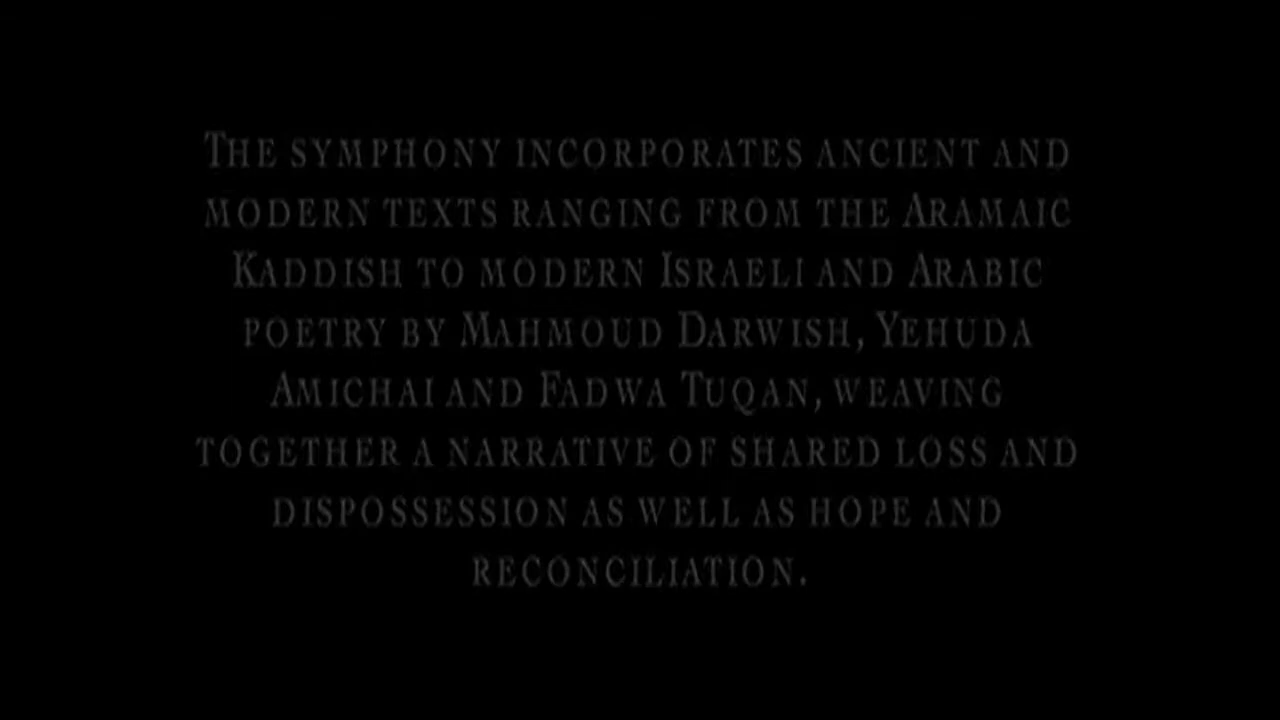 The symphony incorporates ancient and
modern texts ranging from the Aramaic
Kaddish to modern Israeli and Arabic
poetry by Mahmoud Darwish, Yehuda
Amichai and Fadwa Tuqan, weaving
together a narrative of shared loss and
dispossession as well as hope and
reconciliation.